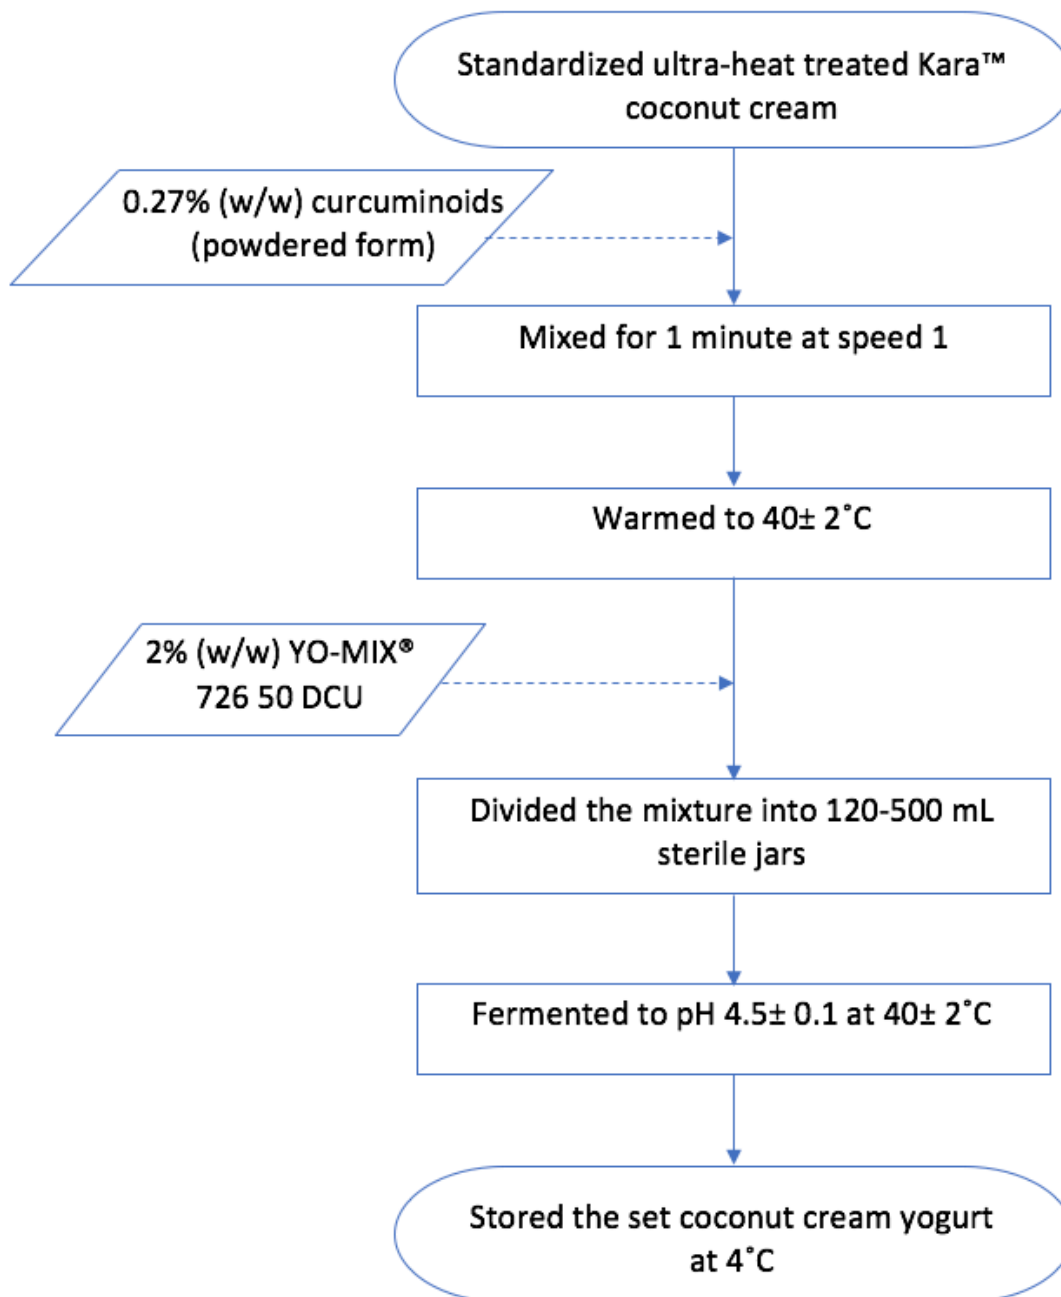 Standardized ultra-heat treated Kara™
coconut cream
0.27% (w/w) curcuminoids
(powdered form)
Mixed for 1 minute at speed 1
Warmed to 40± 2˚C
2% (w/w) YO-MIX®
726 50 DCU
Divided the mixture into 120-500 mL
sterile jars
Fermented to pH 4.5± 0.1 at 40± 2˚C
Stored the set coconut cream yogurt
at 4˚C